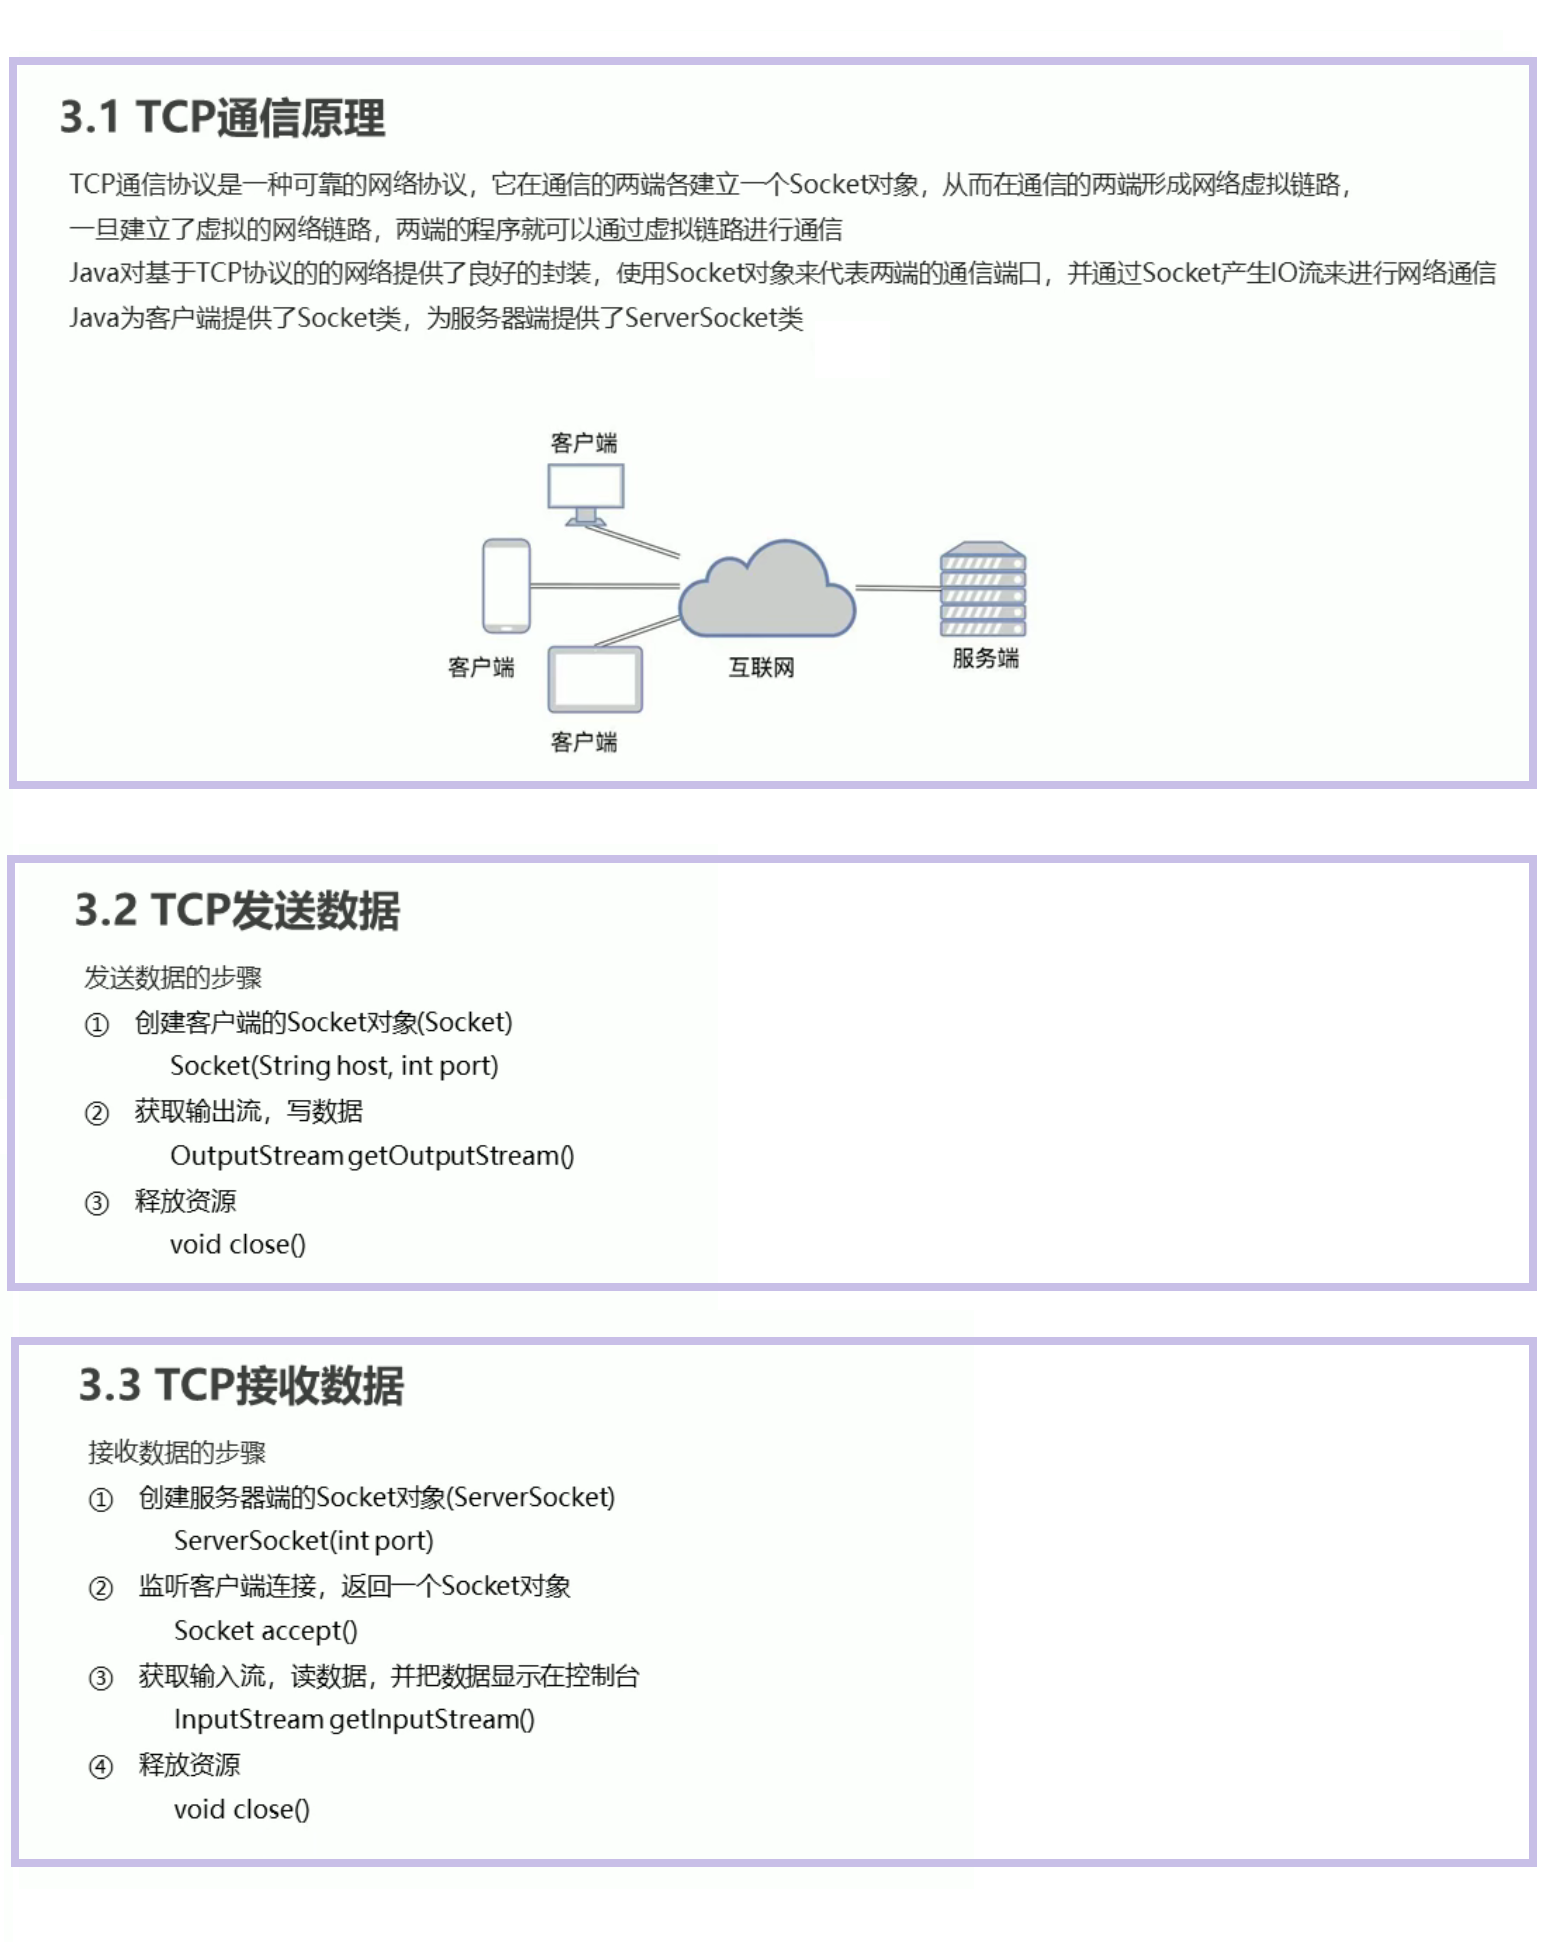 3.1 TCP通信原理
TCP通信协议是一种可靠的网络协议，它在通信的两端各建立一个Socket对象，从而在通信的两端形成网络虚拟链路，
一旦建立了虚拟的网络链路，两端的程序就可以通过虚拟链路进行通信
Java对基于TCP协议的的网络提供了良好的封装，使用Socket对象来代表两端的通信端口，并通过Socket产生IO流来进行网络通信
Java为客户端提供了Socket类，为服务器端提供了ServerSocket类
客户端
客户端
互联网
服务端
客户端
3.2 TCP发送数据
发送数据的步骤
① 创建客户端的Socket对象(Socket)
Socket(String host, int port)
② 获取输出流，写数据
OutputStream getOutputStream()
③ 释放资源
void close()
3.3 TCP接收数据
接收数据的步骤
① 创建服务器端的Socket对象(ServerSocket)
ServerSocket(int port)
② 监听客户端连接，返回一个Socket对象
Socket accept()
③ 获取输入流，读数据，并把数据显示在控制台
InputStream getInputStream()
④ 释放资源
void close()